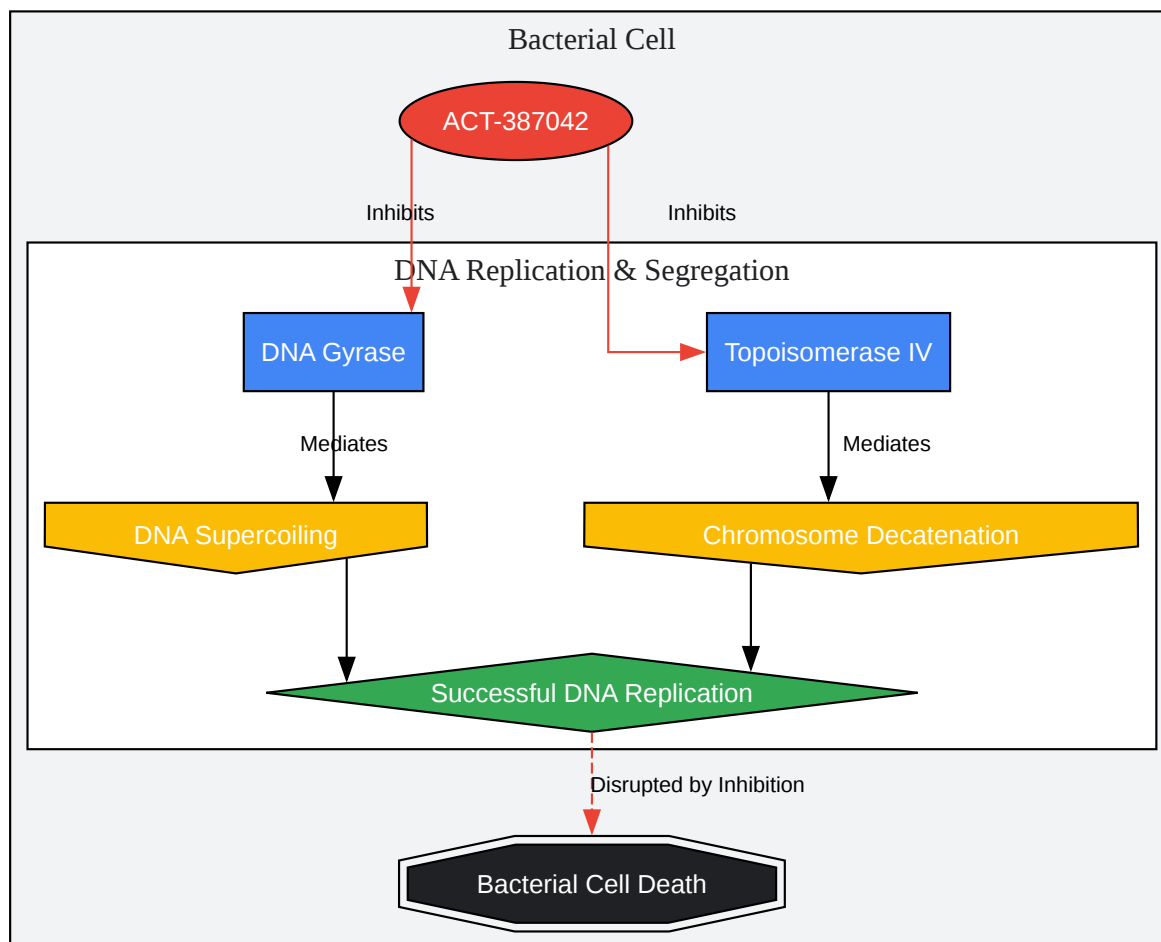 Bacterial Cell
ACT-387042
Inhibits
Inhibits
DNA Replication & Segregation
DNA Gyrase
Topoisomerase IV
Mediates
Mediates
DNA Supercoiling
Chromosome Decatenation
Successful DNA Replication
Disrupted by Inhibition
Bacterial Cell Death